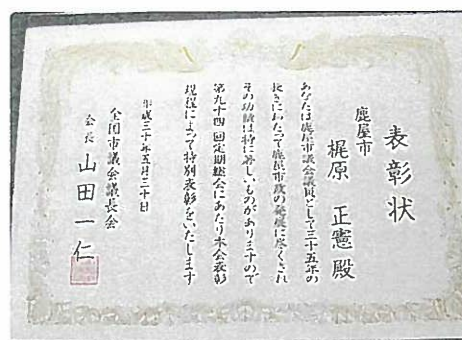 表彰状
鹿屋市
梶原 正憲 殿
あなたは鹿屋市議会議員として三十五年の
長きにわたって鹿屋市政の発展に尽くされ
その功績は特に著しいものがありますので
第九十四回定期総会にあたり本会表彰
規程によって特別表彰をいたします
平成三十年五月三十日
全国市議会議長会
会長 山田一仁